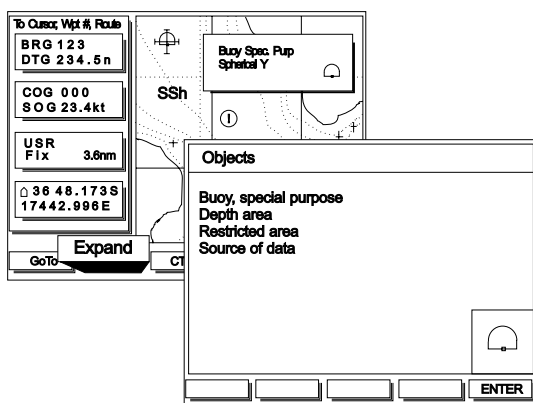 To Cursor, Wpt #, Route
BRG 123
DTG 234.5n
COG 000
SOG 23.4kt
USR
Fix 3.6nm
36 48.173S
17442.996E
GoTo
Expand
CT
SSh
Buoy Spec. Purp
Spherical Y
Objects
Buoy, special purpose
Depth area
Restricted area
Source of data
ENTER